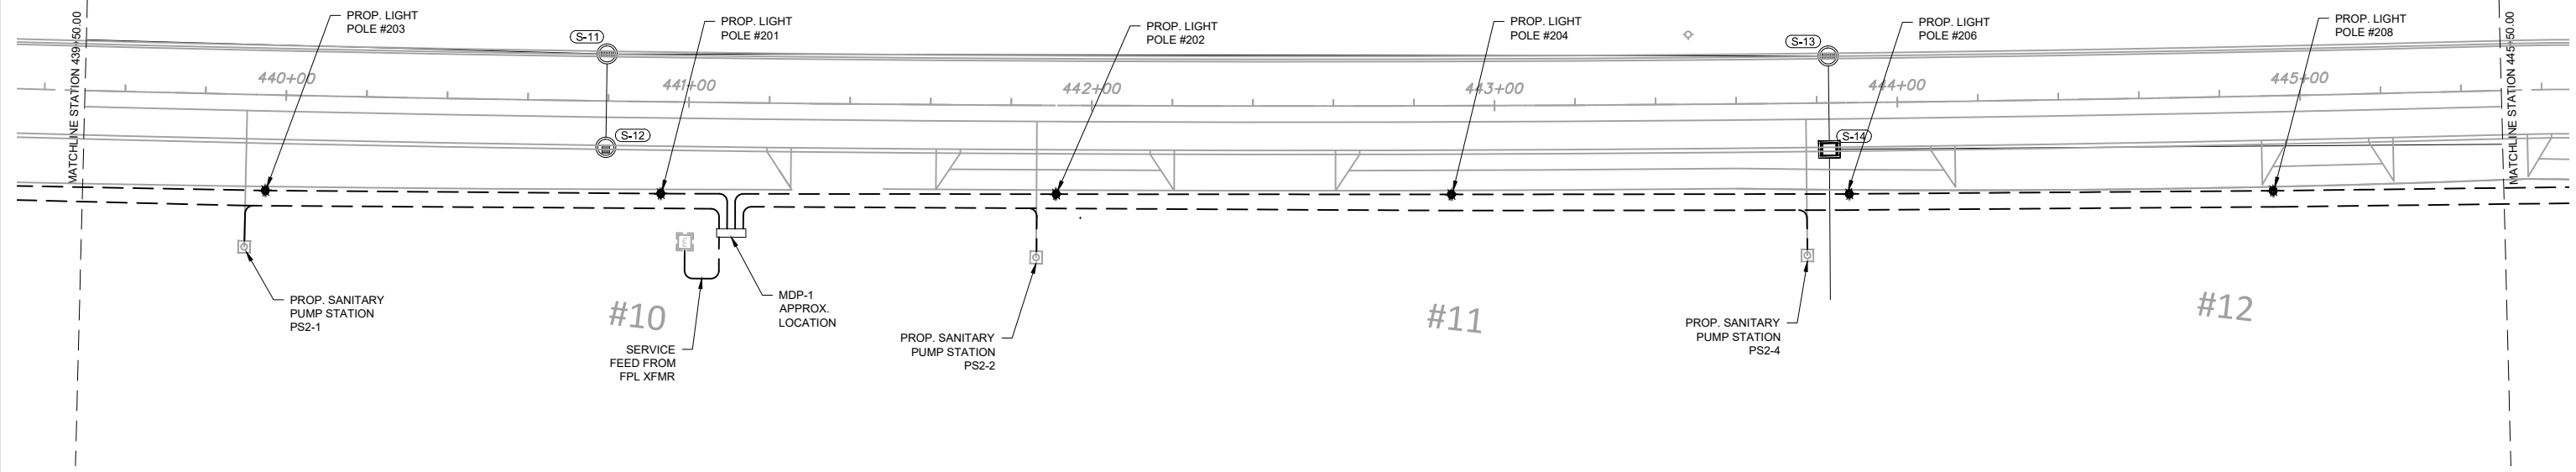 PROP. LIGHT
POLE #203
PROP. LIGHT
POLE #201
PROP. LIGHT
POLE #202
PROP. LIGHT
POLE #204
PROP. LIGHT
POLE #206
PROP. LIGHT
POLE #208
MATCHLINE STATION 439+50.00
S-11
S-13
MATCHLINE STATION 445+50.00
440+00
441+00
442+00
443+00
444+00
445+00
S-12
S-14
PROP. SANITARY
PUMP STATION
PS2-1
#10
SERVICE
FEED FROM
FPL XFMR
MDP-1
APPROX.
LOCATION
PROP. SANITARY
PUMP STATION
PS2-2
#11
PROP. SANITARY
PUMP STATION
PS2-4
#12